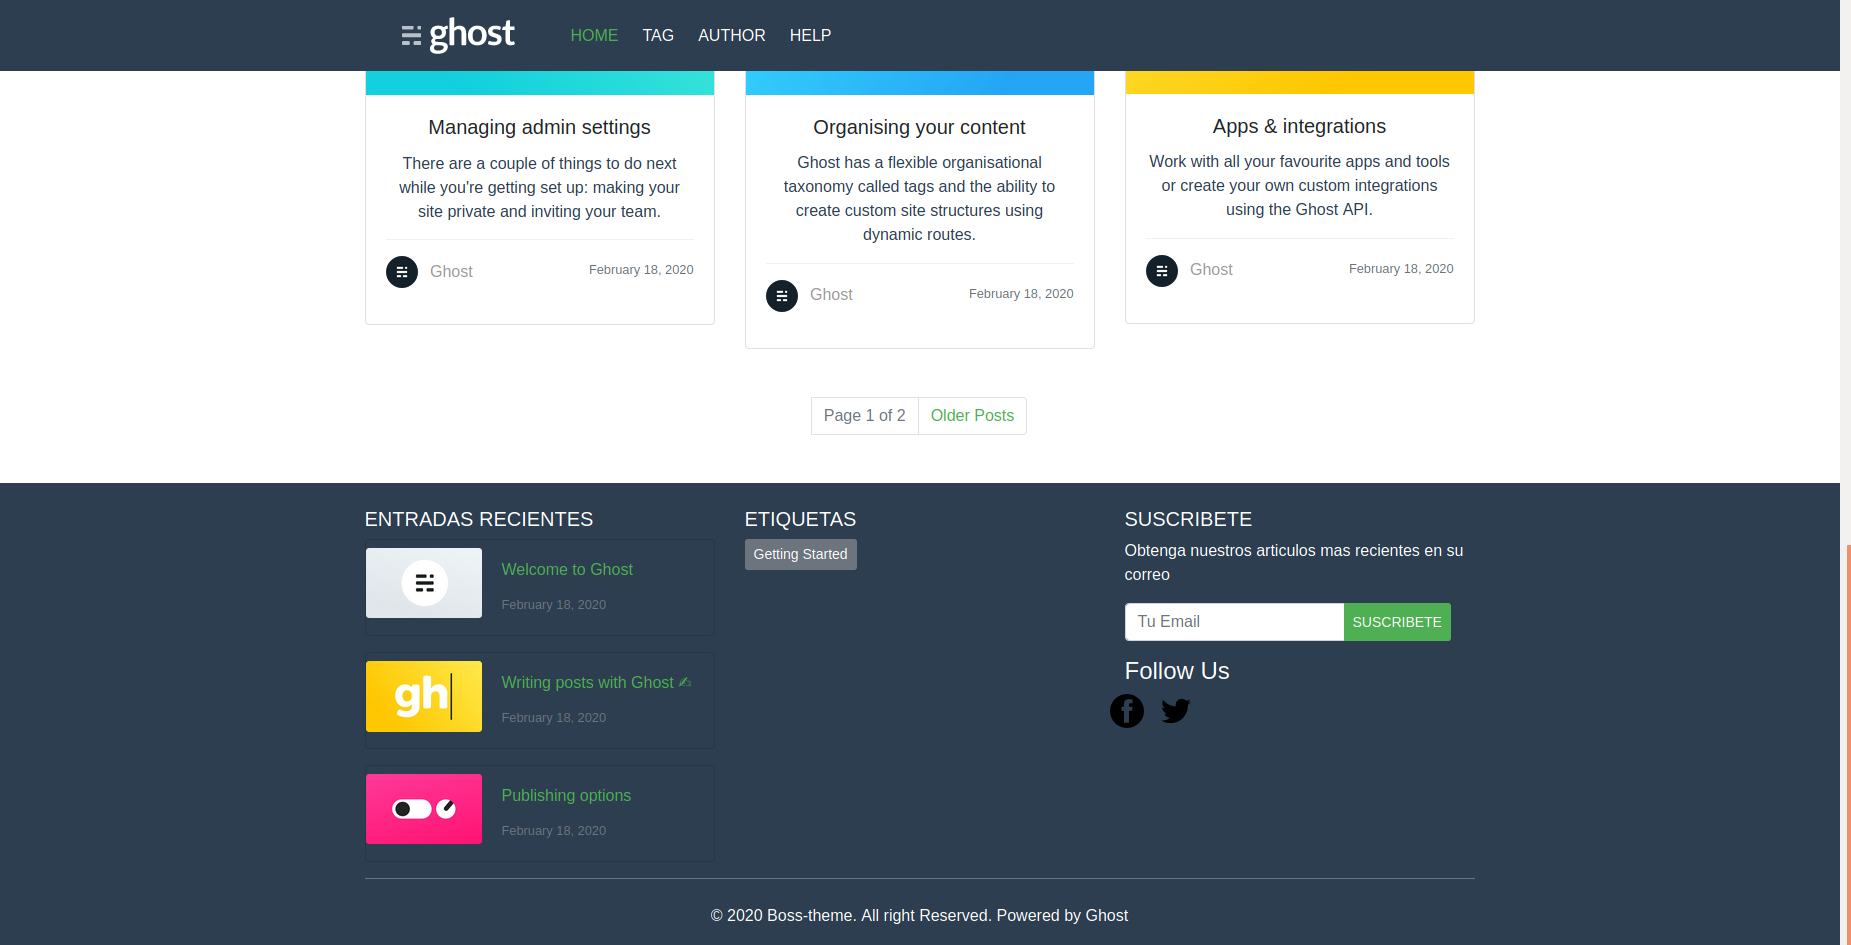 ghost HOME TAG AUTHOR HELP
Managing admin settings
There are a couple of things to do next
while you're getting set up: making your
site private and inviting your team.
Ghost February 18, 2020
Organising your content
Ghost has a flexible organisational
taxonomy called tags and the ability to
create custom site structures using
dynamic routes.
Ghost February 18, 2020
Apps & integrations
Work with all your favourite apps and tools
or create your own custom integrations
using the Ghost API.
Ghost February 18, 2020
Page 1 of 2 Older Posts
ENTRADAS RECIENTES
Welcome to Ghost
February 18, 2020
gh
Writing posts with Ghost ✍
February 18, 2020
Publishing options
February 18, 2020
ETIQUETAS
Getting Started
SUSCRIBETE
Obtenga nuestros articulos mas recientes en su
correo
Tu Email SUSCRIBETE
Follow Us
© 2020 Boss-theme. All right Reserved. Powered by Ghost